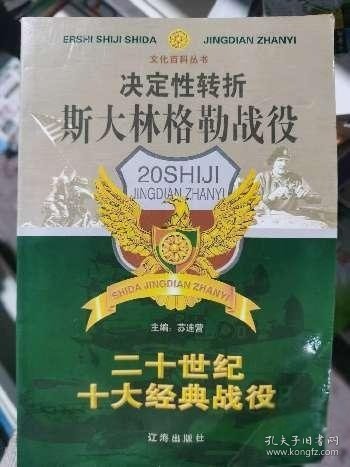 ERSHI SHIJI SHIDA JINGDIAN ZHANYI
文化百科丛书
决定性转折
斯大林格勒战役
20SHIJI
JINGDIAN ZHANYI
SHIDA JINGDIAN ZHANYI
主编：苏连营
二十世纪
十大经典战役
辽海出版社
孔夫子旧书网
www.kongfz.com